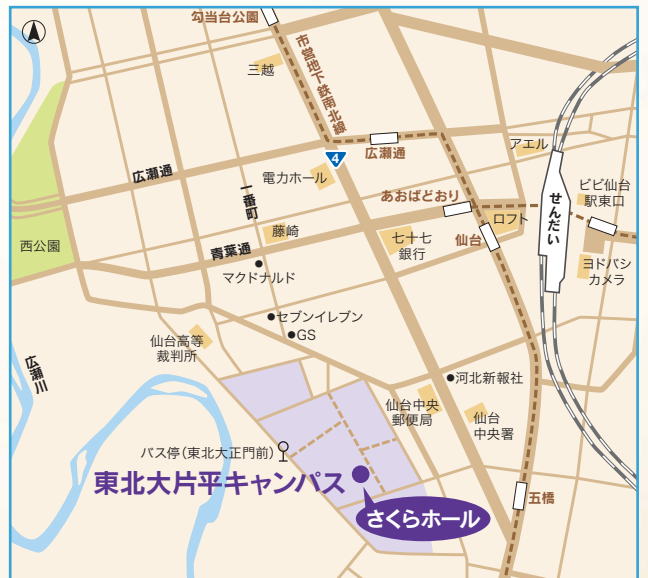 勾当台公園
三越
市営地下鉄南北線
4
広瀬通
電力ホール
アエル
広瀬通
一番町
あおばどおり
せんだい
ビビ仙台
駅東口
ロフト
西公園
藤崎
青葉通
七十七
銀行
仙台
マクドナルド
ヨドバシ
カメラ
セブンイレブン
GS
仙台高等
裁判所
広瀬川
河北新報社
仙台中央
郵便局
仙台
中央署
バス停(東北大正門前)
東北大片平キャンパス
さくらホール
五橋